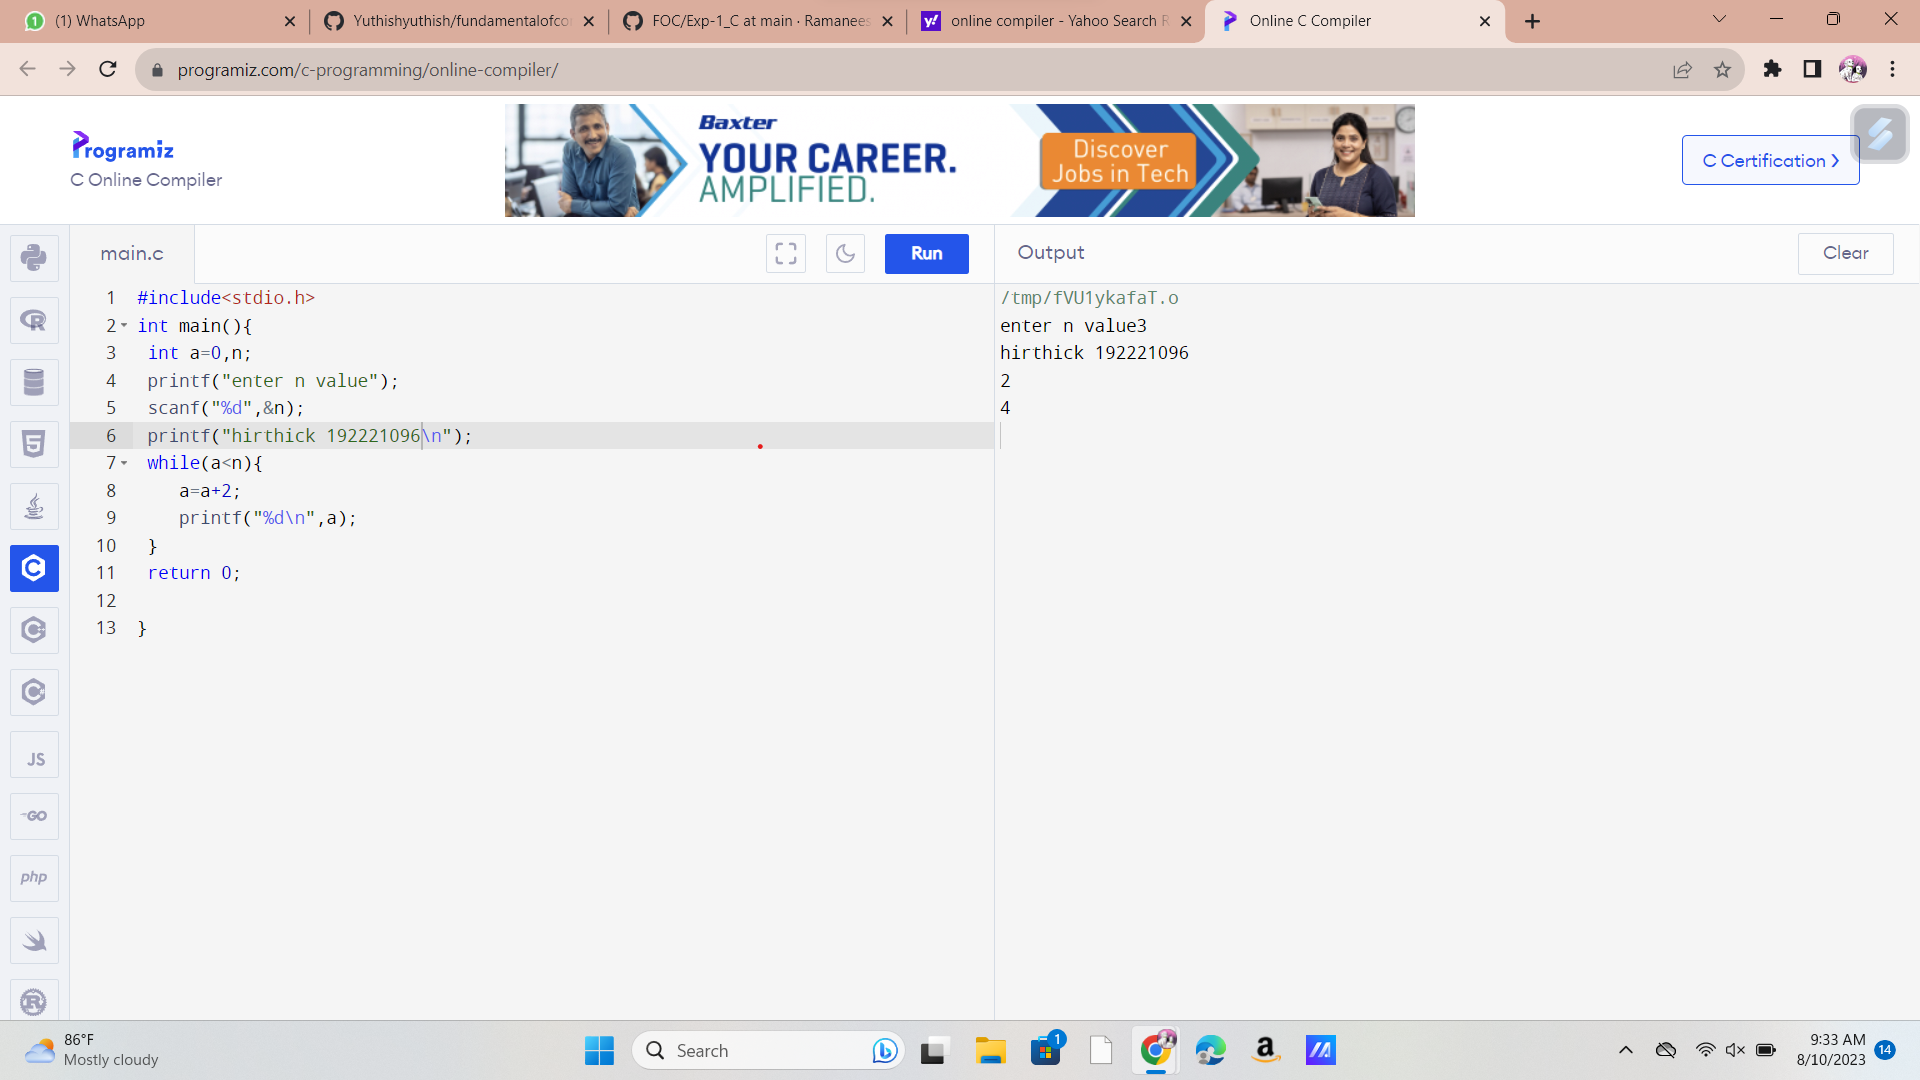 (1) WhatsApp
Yuthishyuthish/fundamentalofco
FOC/Exp-1_C at main · Ramanees
online compiler - Yahoo Search R
Online C Compiler
programiz.com/c-programming/online-compiler/
Programiz
C Online Compiler
Baxter
YOUR CAREER.
AMPLIFIED.
Discover
Jobs in Tech
C Certification >
main.c
Run
Output
Clear
1 #include<stdio.h>
2 int main(){
3 int a=0,n;
4 printf("enter n value");
5 scanf("%d",&n);
6 printf("hirthick 192221096\n");
7 while(a<n){
8 a=a+2;
9 printf("%d\n",a);
10 }
11 return 0;
12
13 }
/tmp/fVU1ykafaT.o
enter n value3
hirthick 192221096
2
4
R
5
C
JS
GO
php
R
86°F
Mostly cloudy
Search
1
a
9:33 AM
8/10/2023
14